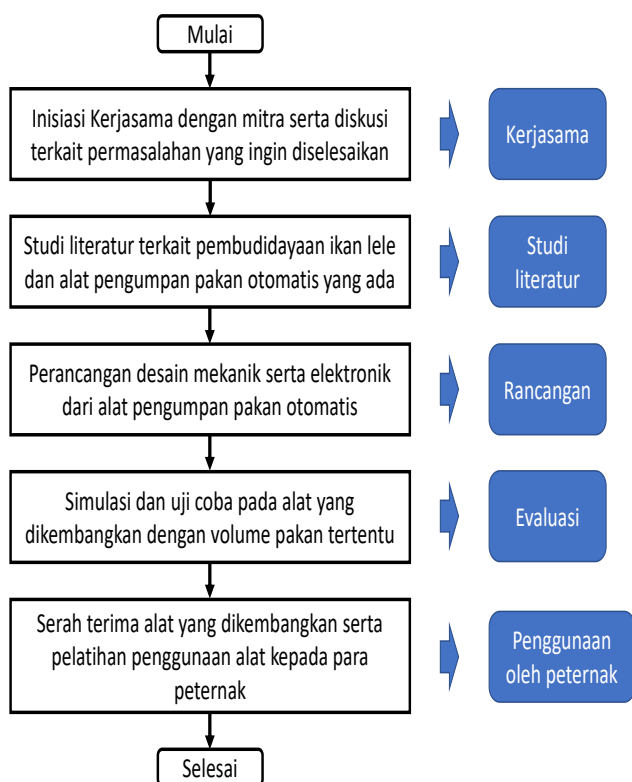 Mulai
Inisiasi Kerjasama dengan mitra serta diskusi
terkait permasalahan yang ingin diselesaikan
Kerjasama
Studi literatur terkait pembudidayaan ikan lele
dan alat pengumpan pakan otomatis yang ada
Studi
literatur
Perancangan desain mekanik serta elektronik
dari alat pengumpan pakan otomatis
Rancangan
Simulasi dan uji coba pada alat yang
dikembangkan dengan volume pakan tertentu
Evaluasi
Serah terima alat yang dikembangkan serta
pelatihan penggunaan alat kepada para
peternak
Penggunaan
oleh peternak
Selesai